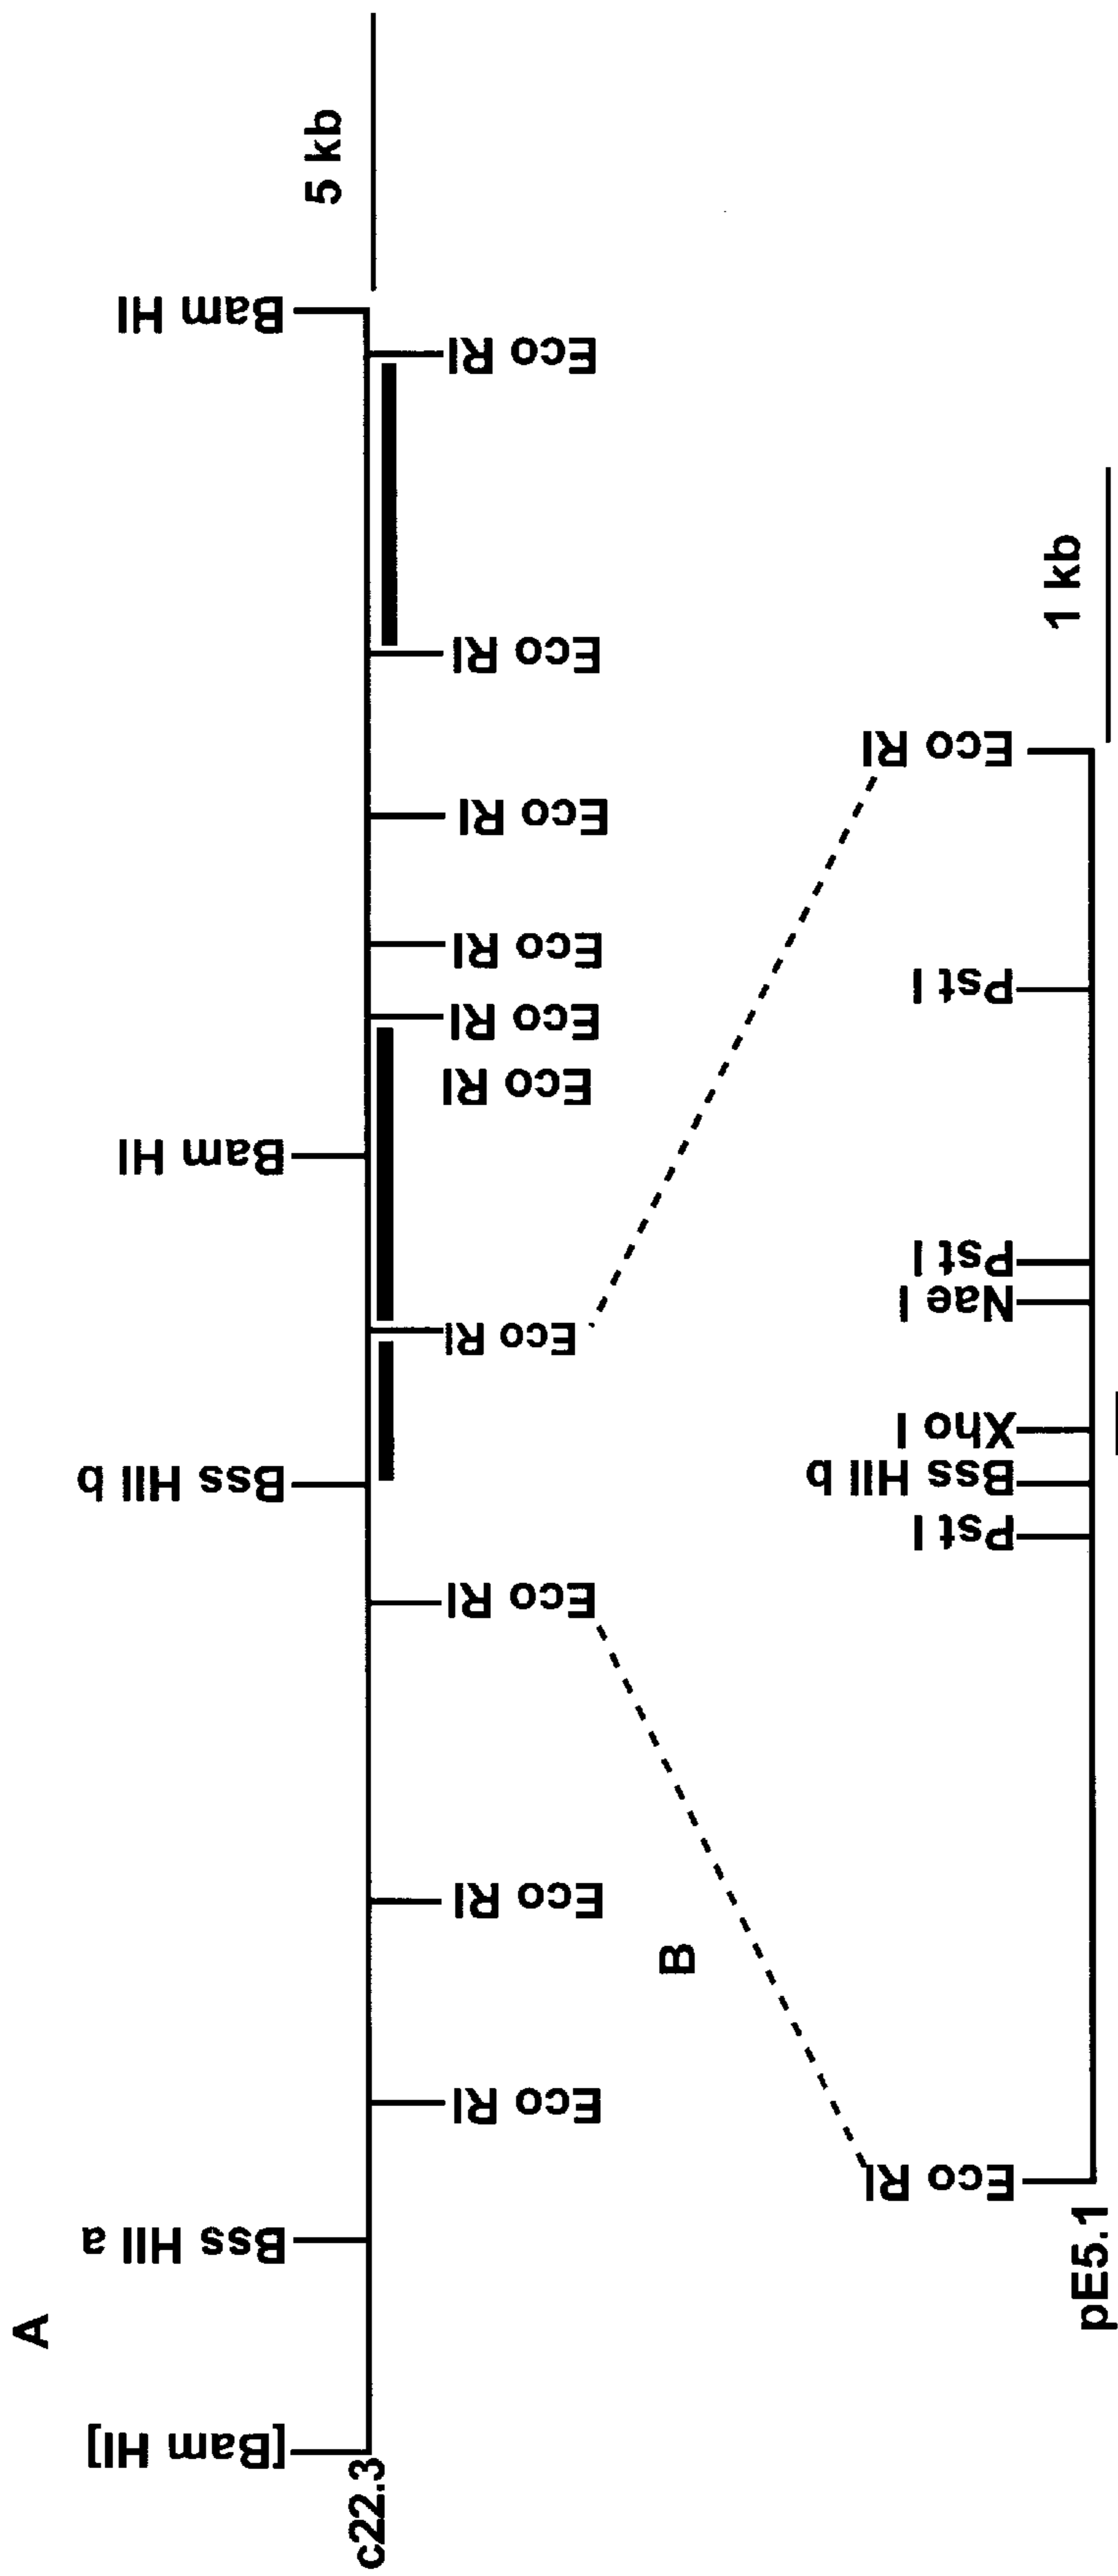 A
[Bam HI]
Bss HII a
Bss HII b
Bam HI
Bam HI
c22.3
5 kb
Eco RI
Eco RI
Eco RI
Eco RI
Eco RI
Eco RI
Eco RI
Eco RI
Eco RI
Eco RI
B
Eco RI
Pst I
Bss HII b
Xho I
Nae I
Pst I
Pst I
Eco RI
pE5.1
1 kb